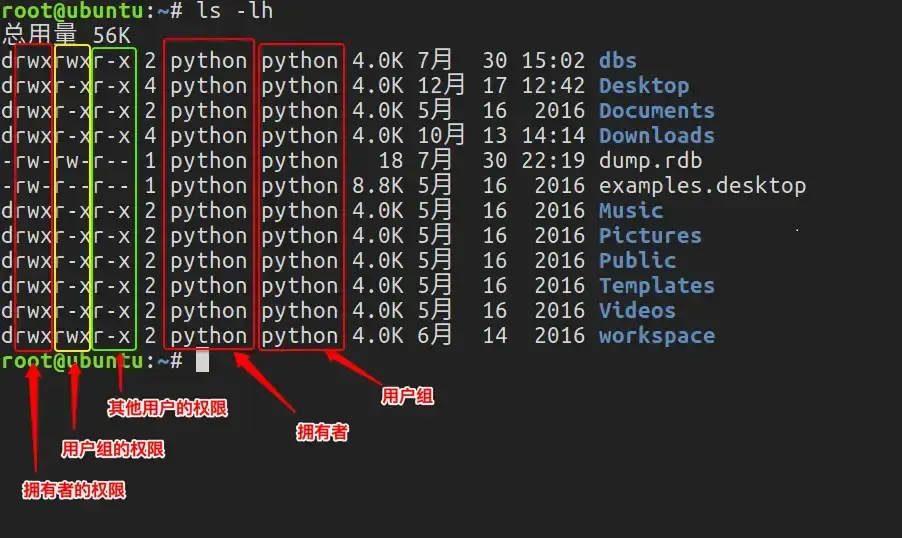 root@ubuntu:~# ls -lh
总用量 56K
drwxrwxr-x 2 python python 4.0K 7月 30 15:02 dbs
drwxr-xr-x 4 python python 4.0K 12月 17 12:42 Desktop
drwxr-xr-x 2 python python 4.0K 5月 16 2016 Documents
drwxr-xr-x 4 python python 4.0K 10月 13 14:14 Downloads
-rw-rw-r-- 1 python python 18 7月 30 22:19 dump.rdb
-rw-r--r-- 1 python python 8.8K 5月 16 2016 examples.desktop
drwxr-xr-x 2 python python 4.0K 5月 16 2016 Music
drwxr-xr-x 2 python python 4.0K 5月 16 2016 Pictures
drwxr-xr-x 2 python python 4.0K 5月 16 2016 Public
drwxr-xr-x 2 python python 4.0K 5月 16 2016 Templates
drwxr-xr-x 2 python python 4.0K 5月 16 2016 Videos
drwxrwxr-x 2 python python 4.0K 6月 14 2016 workspace
root@ubuntu:~#
用户组
其他用户的权限
拥有者
用户组的权限
拥有者的权限